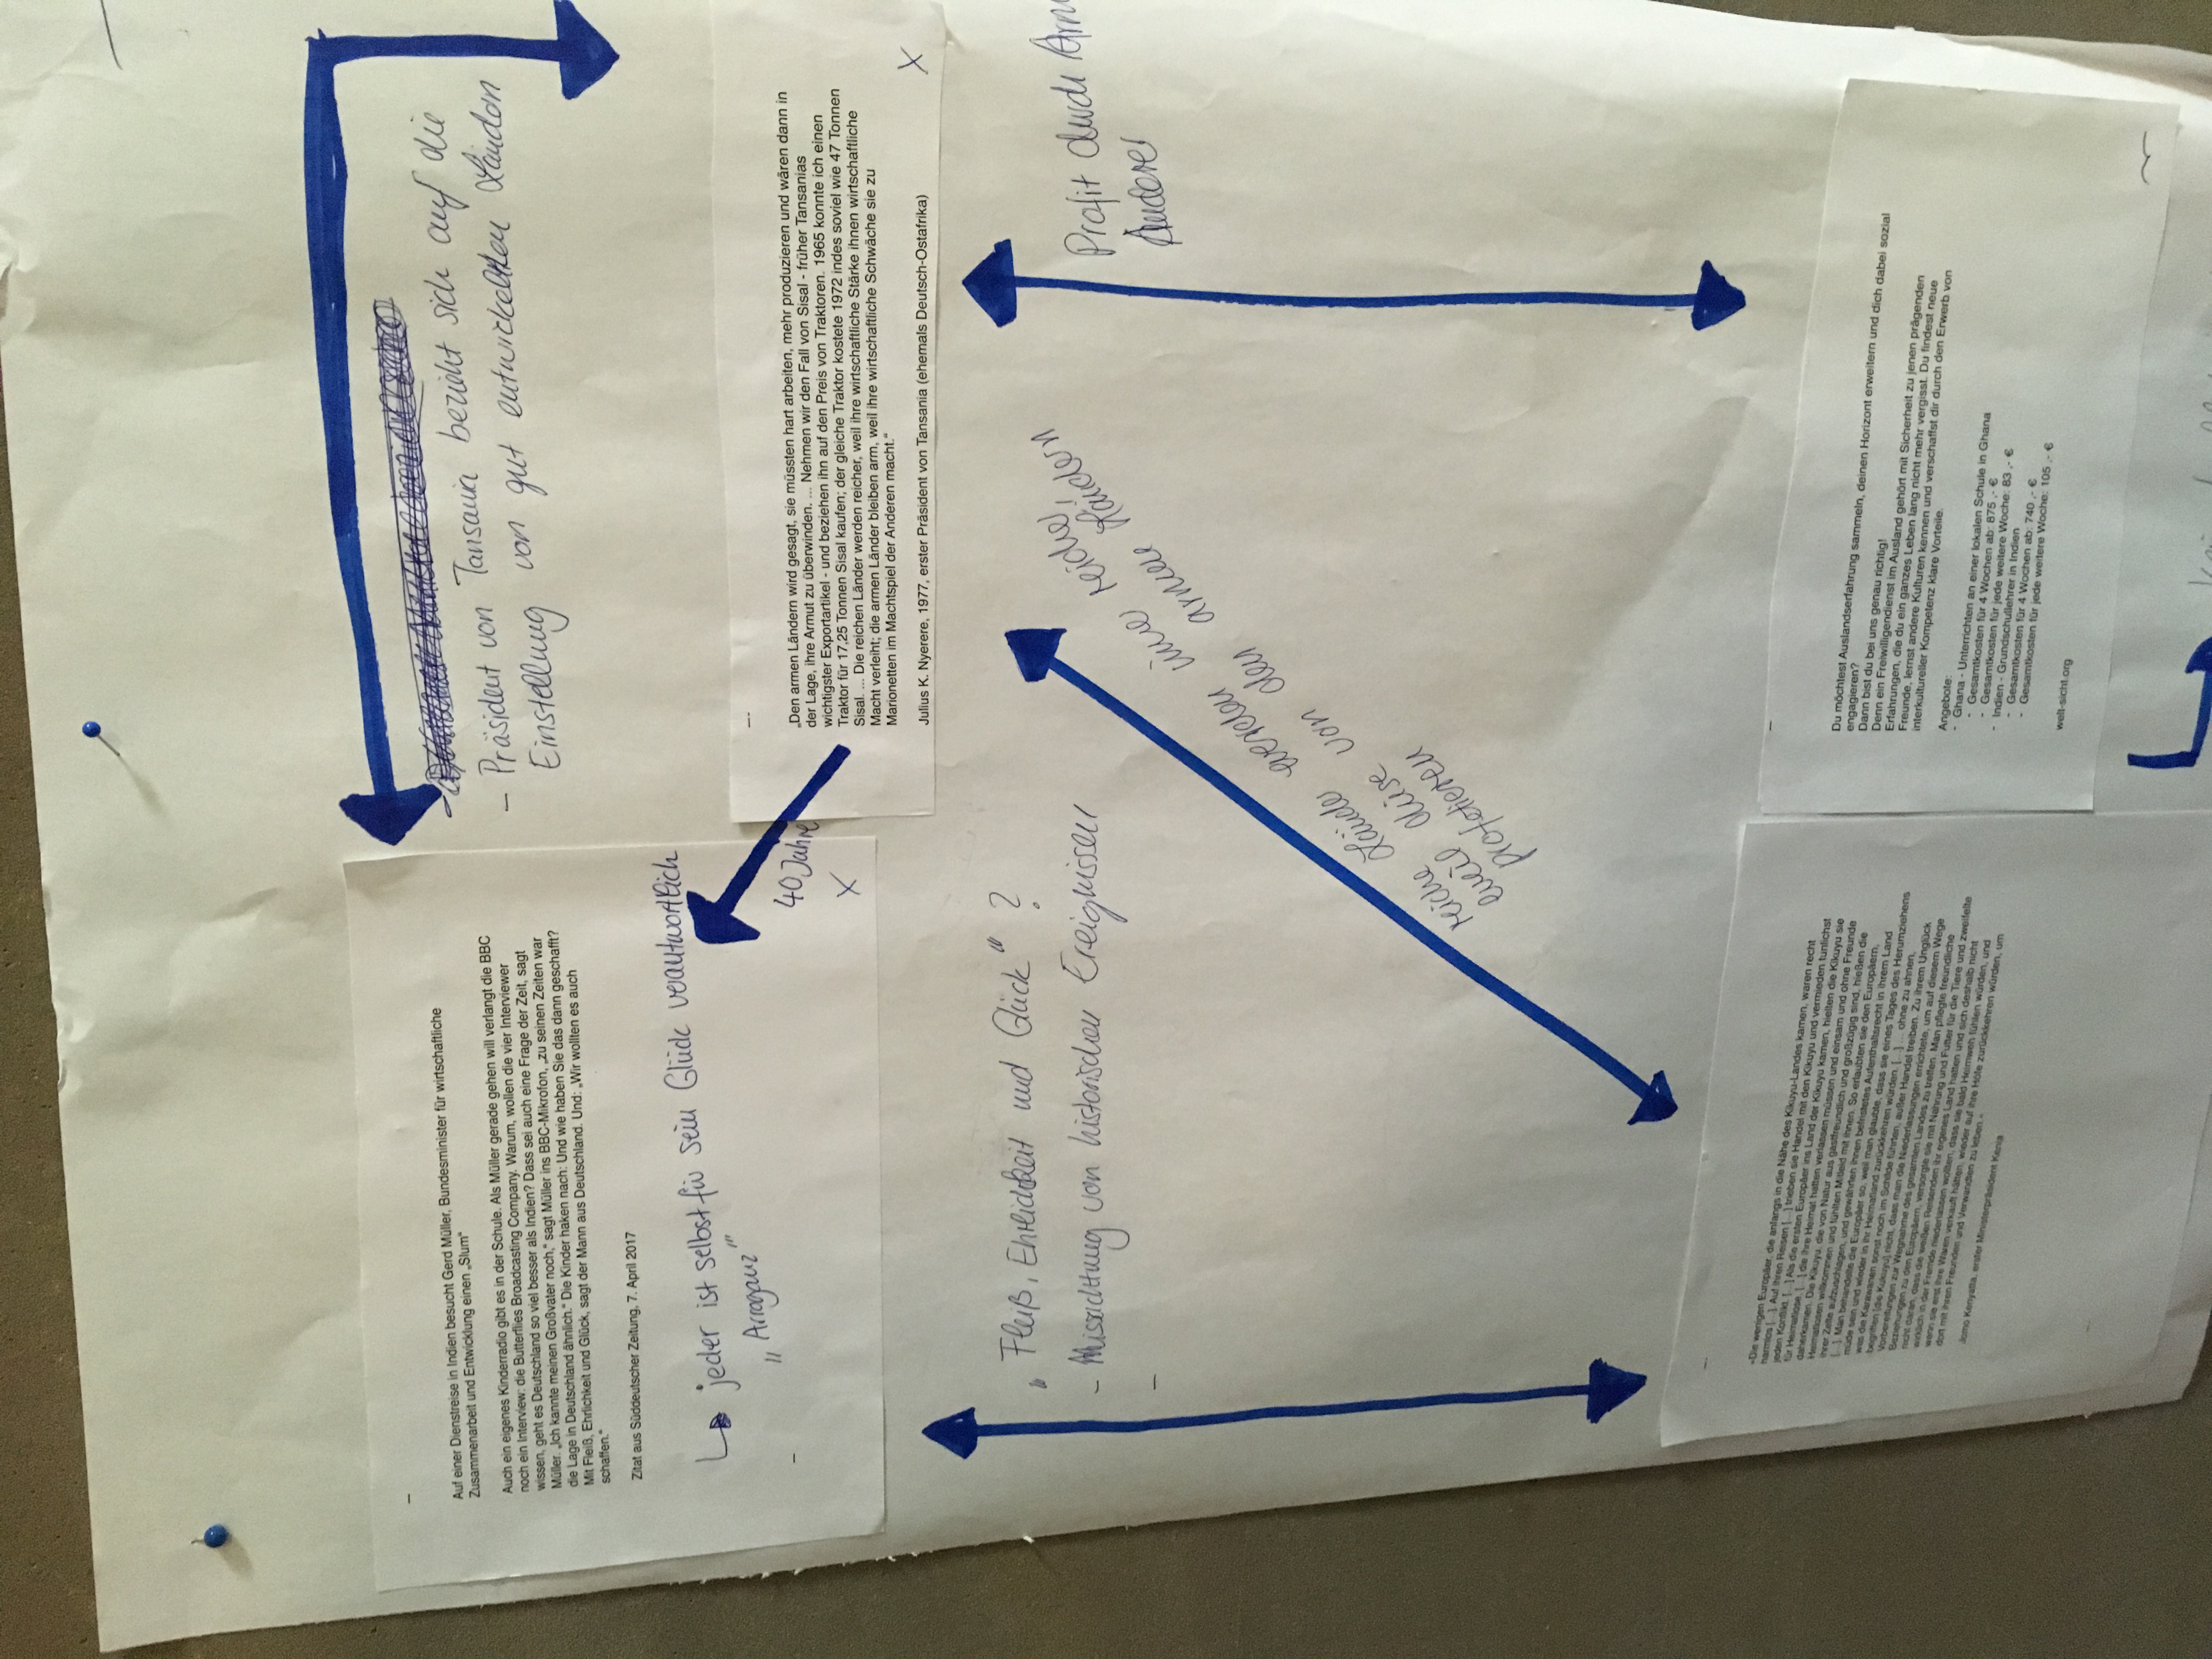 Auf einer Dienstreise in Indien besucht Gerd Müller, Bundesminister für wirtschaftliche
Zusammenarbeit und Entwicklung einen „Slum“
Auch ein eigenes Kinderradio gibt es in der Schule. Als Müller gerade gehen will verlangt die BBC
noch ein Interview: die Butterflies Broadcasting Company. Warum, wollen die vier Interviewer
wissen, geht es Deutschland so viel besser als Indien? Dass sei auch eine Frage der Zeit, sagt
Müller. „Ich kannte meinen Großvater noch,“ sagt Müller ins BBC-Mikrofon, „zu seinen Zeiten war
die Lage in Deutschland ähnlich.“ Die Kinder haken nach: Und wie haben Sie das dann geschafft?
Mit Fleiß, Ehrlichkeit und Glück, sagt der Mann aus Deutschland. Und: „Wir wollten es auch
schaffen.“
Zitat aus Süddeutscher Zeitung, 7. April 2017
jeder ist selbst für sein Glück verantwortlich
„Arroganz“
40 Jahre
X
- Präsident von Tansania bezieht sich auf die
Einstellung von gut entwickelten Ländern
„Den armen Ländern wird gesagt, sie müssten hart arbeiten, mehr produzieren und wären dann in
der Lage, ihre Armut zu überwinden. ... Nehmen wir den Fall von Sisal - früher Tansanias
wichtigster Exportartikel - und beziehen ihn auf den Preis von Traktoren. 1965 konnte ich einen
Traktor für 17,25 Tonnen Sisal kaufen; der gleiche Traktor kostete 1972 indes soviel wie 47 Tonnen
Sisal. ... Die reichen Länder werden reicher, weil ihre wirtschaftliche Stärke ihnen wirtschaftliche
Macht verleiht; die armen Länder bleiben arm, weil ihre wirtschaftliche Schwäche sie zu
Marionetten im Machtspiel der Anderen macht.“
Julius K. Nyerere, 1977, erster Präsident von Tansania (ehemals Deutsch-Ostafrika)
X
„Fleiß, Ehrlichkeit und Glück“ ?
- Missachtung von historischen Ereignissen
-
reiche Länder werden imer reicher,
weil diese von den armen Ländern
profetieren
Profit durch Arm
Anderer
»Die wenigen Europäer, die anfangs in die Nähe des Kikuyu-Landes kamen, waren recht
harmlos [...]. Auf ihren Reisen [...] trieben sie Handel mit den Kikuyu und vermieden tunlichst
jeden Konflikt. [...] Als die ersten Europäer ins Land der Kikuyu kamen, hielten die Kikuyu sie
für Heimatlose, [...] die ihre Heimat hatten verlassen müssen und einsam und ohne Freunde
daherkamen. Die Kikuyu, die von Natur aus gastfreundlich und großzügig sind, hießen die
Heimatlosen willkommen und fühlten Mitleid mit ihnen. So erlaubten sie den Europäern,
ihrer Zelte aufzuschlagen, und gewährten ihnen befristetes Aufenthaltsrecht in ihrem Land
[...]. Man behandelte die Europäer so, weil man glaubte, dass sie eines Tages des Herumziehens
müde sein und wieder in ihr Heimatland zurückkehren würden. [...] ... ohne zu ahnen,
was die Karawanen sonst noch im Schilde führten, außer Handel treiben. Zu ihrem Unglück
begriffen [die Kukuyu] nicht, dass man die Niederlassungen errichtete, um auf diesem Wege
Vorbereitungen zur Wegnahme des gesamten Landes zu treffen. Man pflegte freundliche
Beziehungen zu den Europäern, versorgte sie mit Nahrung und Futter für die Tiere und zweifelte
nicht daran, dass die weißen Reisenden ihr eigenes Land hatten und sich deshalb nicht
wirklich in der Fremde niederlassen wollten, dass sie bald Heimweh fühlen würden, und
wenn sie erst ihre Waren verkauft hätten, wieder auf ihre Höfe zurückkehren würden, um
dort mit ihren Freunden und Verwandten zu leben.«
Jomo Kenyatta, erster Ministerpräsident Kenia
Du möchtest Auslandserfahrung sammeln, deinen Horizont erweitern und dich dabei sozial
engagieren?
Dann bist du bei uns genau richtig!
Denn ein Freiwilligendienst im Ausland gehört mit Sicherheit zu jenen prägenden
Erfahrungen, die du ein ganzes Leben lang nicht mehr vergisst. Du findest neue
Freunde, lernst andere Kulturen kennen und verschaffst dir durch den Erwerb von
interkultureller Kompetenz klare Vorteile.
Angebote:
- Ghana - Unterrichten an einer lokalen Schule in Ghana
- Gesamtkosten für 4 Wochen ab: 875 ,- €
- Gesamtkosten für jede weitere Woche: 83 ,- €
- Indien - Grundschullehrer in Indien
- Gesamtkosten für 4 Wochen ab: 740 ,- €
- Gesamtkosten für jede weitere Woche: 105 ,- €
welt-sicht.org